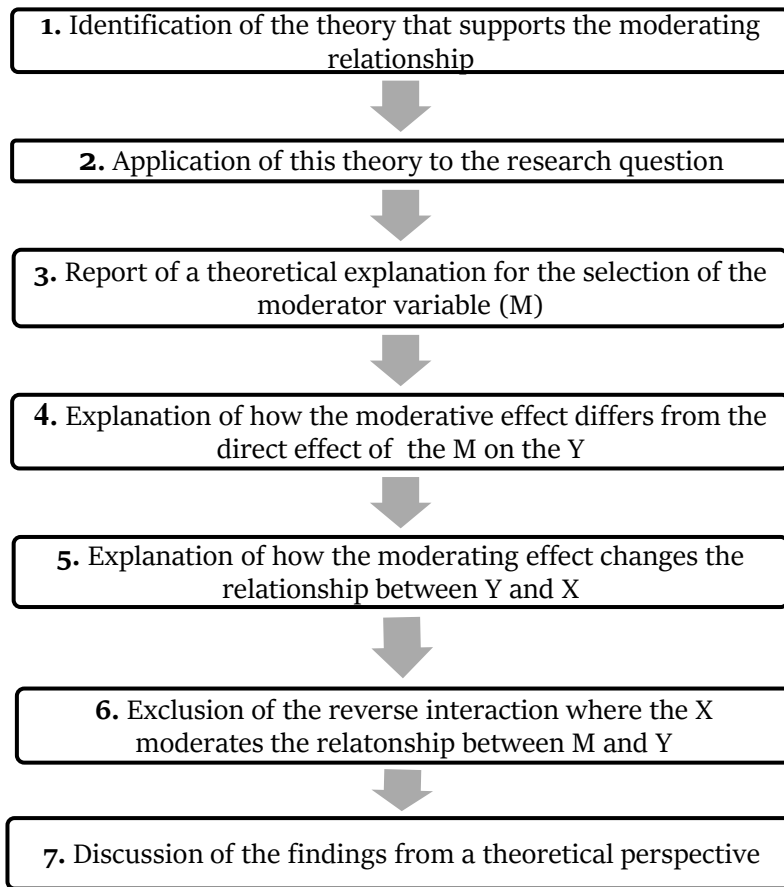 1. Identification of the theory that supports the moderating
relationship
2. Application of this theory to the research question
3. Report of a theoretical explanation for the selection of the
moderator variable (M)
4. Explanation of how the moderative effect differs from the
direct effect of the M on the Y
5. Explanation of how the moderating effect changes the
relationship between Y and X
6. Exclusion of the reverse interaction where the X
moderates the relatonship between M and Y
7. Discussion of the findings from a theoretical perspective